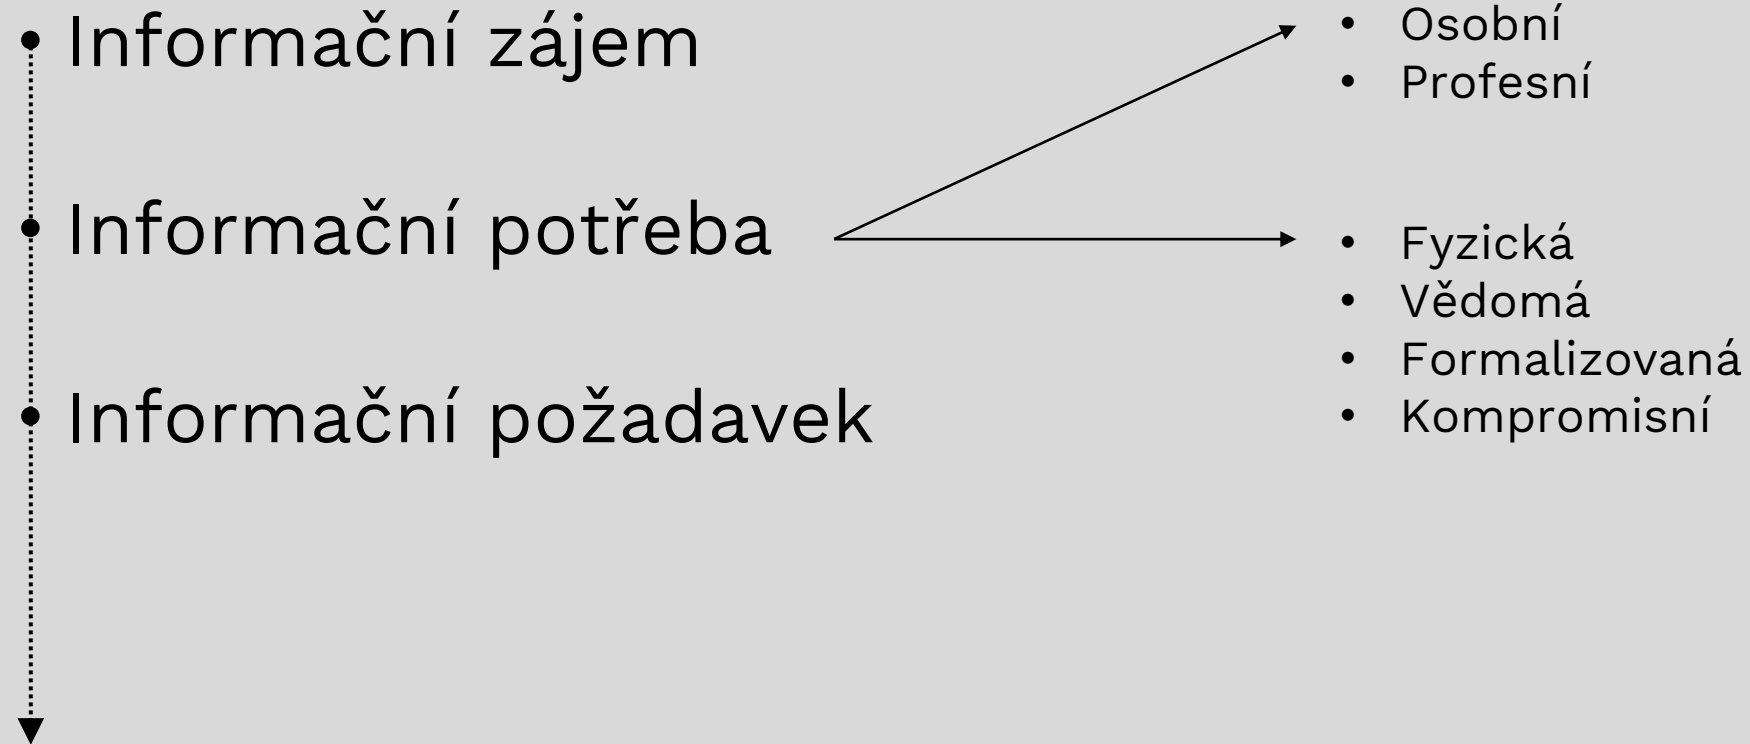 Informační zájem
Informační potřeba
Informační požadavek
• Osobní
• Profesní
• Fyzická
• Vědomá
• Formalizovaná
• Kompromisní